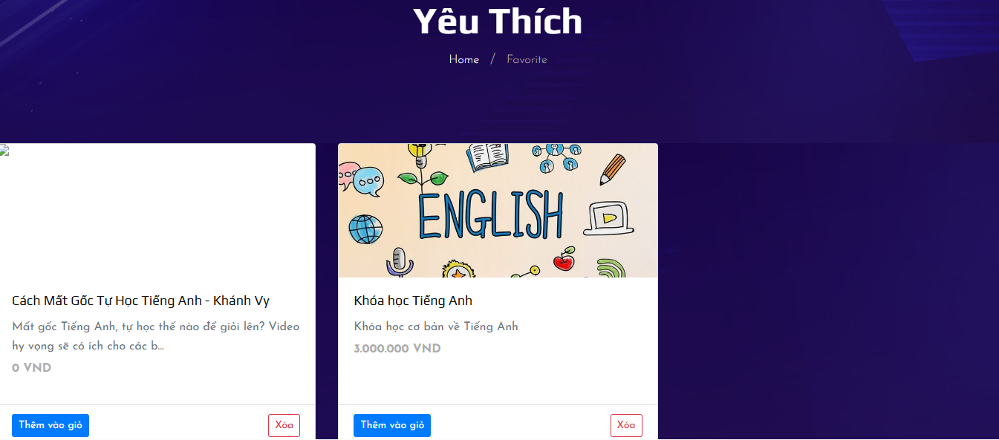 Yêu Thích
Home / Favorite
ENGLISH
Cách Mất Gốc Tự Học Tiếng Anh - Khánh Vy
Mất gốc Tiếng Anh, tự học thế nào để giỏi lên? Video
hy vọng sẽ có ích cho các b...
0 VND
Thêm vào giỏ
Xóa
Khóa học Tiếng Anh
Khóa học cơ bản về Tiếng Anh
3.000.000 VND
Thêm vào giỏ
Xóa